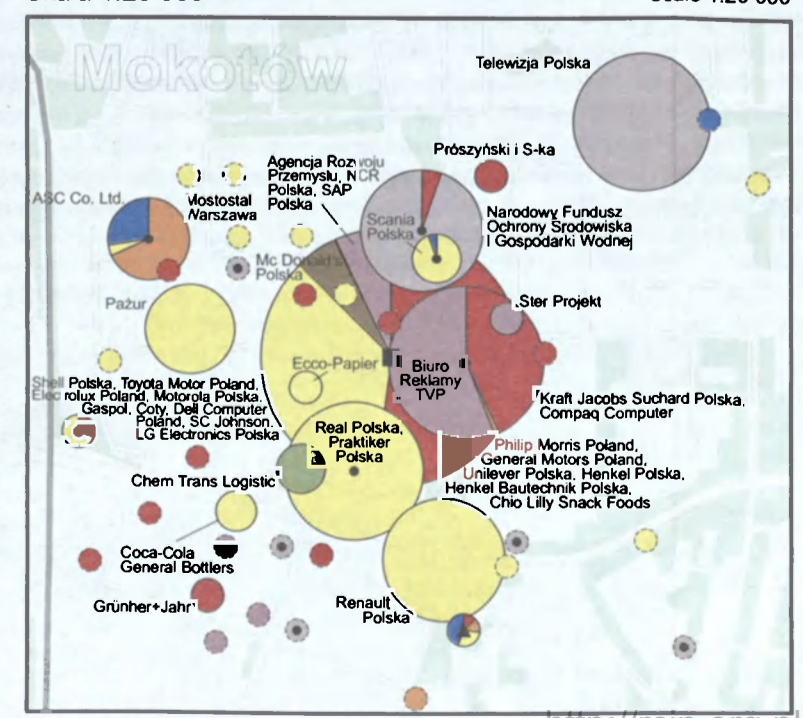 Mokotów
Telewizja Polska
Prószyński i S-ka
Agencja Rozwoju
Przemysłu, NCR
Polska, SAP
Polska
ASC Co. Ltd.
Mostostal
Warszawa
Scania
Polska
Narodowy Fundusz
Ochrony Środowiska
i Gospodarki Wodnej
Mc Donald's
Polska
Pażur
Ster Projekt
Ecco-Papier
Biuro
Reklamy
TVP
Shell Polska, Toyota Motor Poland,
Electrolux Poland, Motorola Polska,
Gaspol, Coty, Dell Computer
Poland, SC Johnson,
LG Electronics Polska
Kraft Jacobs Suchard Polska,
Compaq Computer
Real Polska,
Praktiker
Polska
Philip Morris Poland,
General Motors Poland,
Unilever Polska, Henkel Polska,
Henkel Bautechnik Polska,
Chio Lilly Snack Foods
Chem Trans Logistic
Coca-Cola
General Bottlers
Grünher+Jahr
Renault
Polska